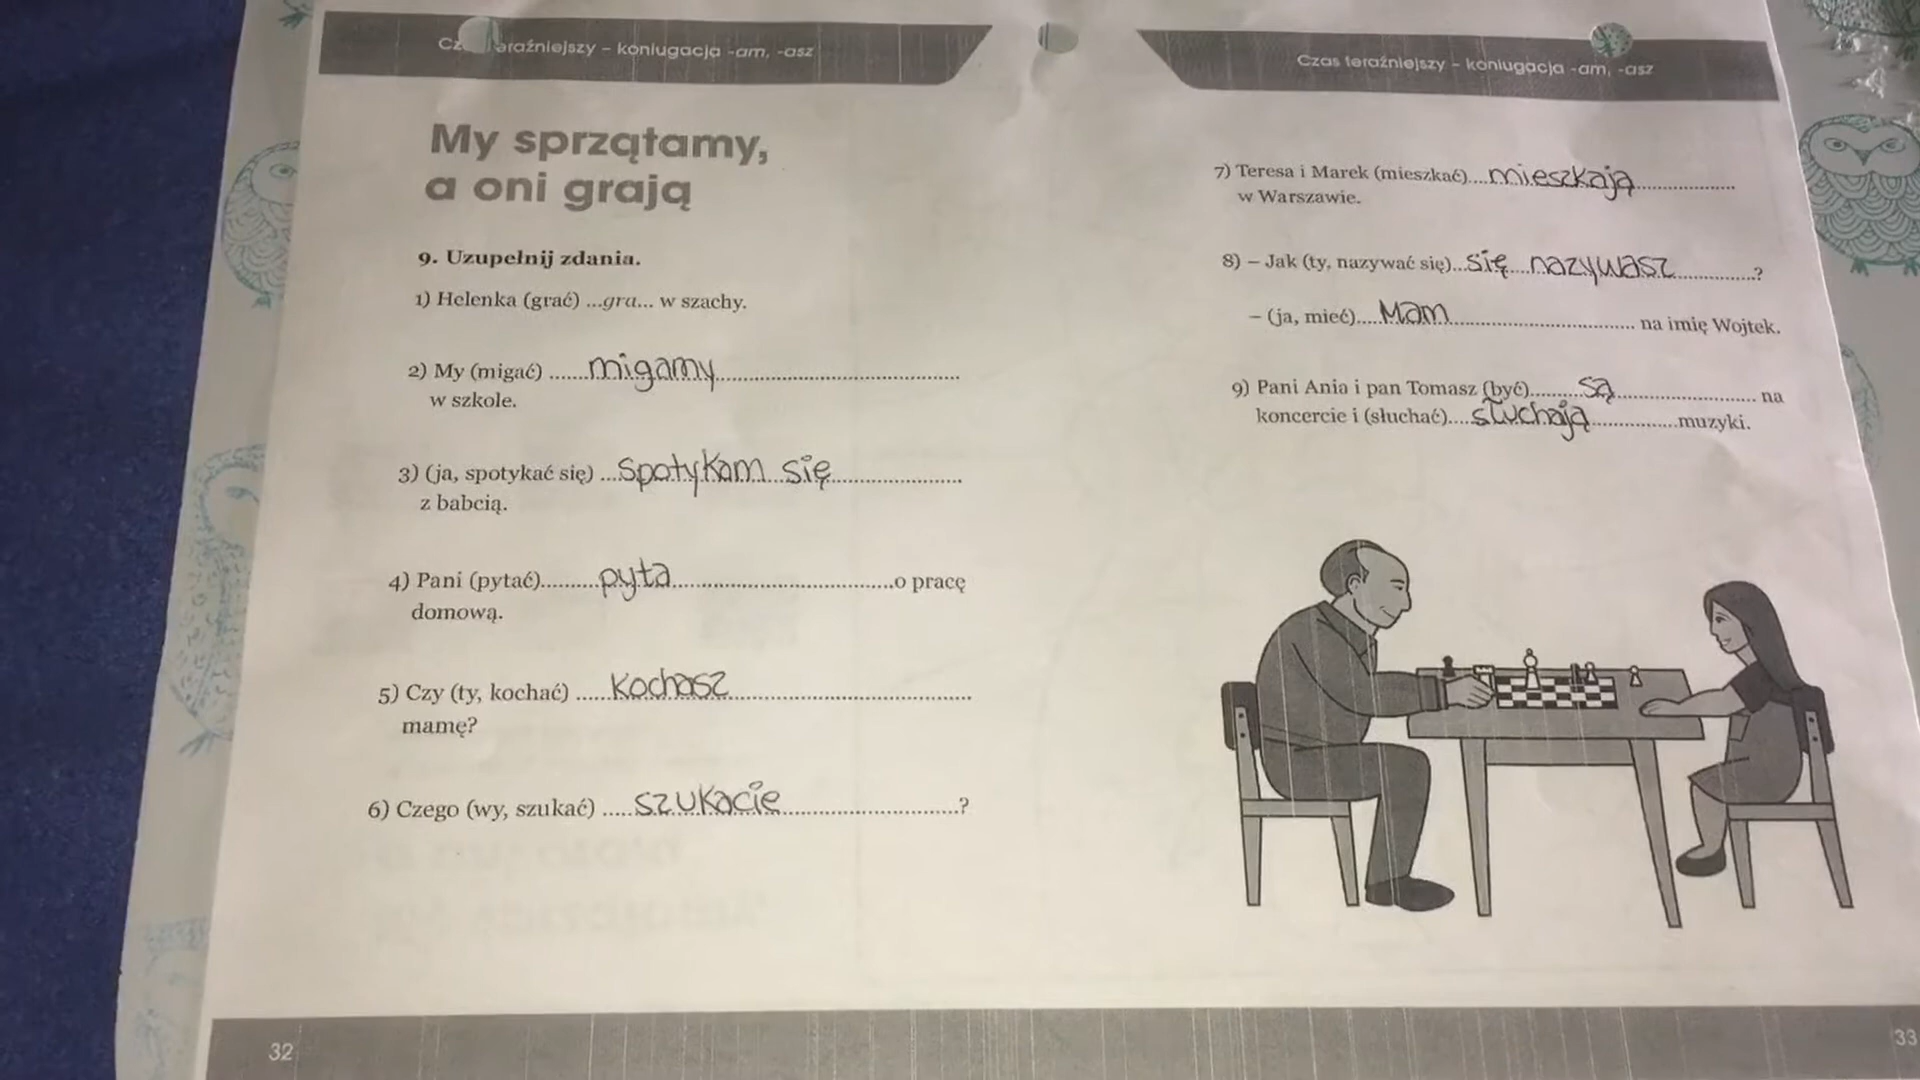 teraźniejszy – koniugacja -am, -asz
My sprzątamy,
a oni grają
9. Uzupełnij zdania.
1) Helenka (grać) ...gra... w szachy.
2) My (migać) ......migamy......
w szkole.
3) (ja, spotykać się) ...spotykam się......
z babcią.
4) Pani (pytać).........pyta.........o pracę
domową.
5) Czy (ty, kochać) .....kochasz......
mamę?
6) Czego (wy, szukać) .....szukacie......?
32
Czas teraźniejszy – koniugacja -am, -asz
7) Teresa i Marek (mieszkać)...mieszkają......
w Warszawie.
8) – Jak (ty, nazywać się)...się nazywasz......?
– (ja, mieć)....Mam...... na imię Wojtek.
9) Pani Ania i pan Tomasz (być).........są...... na
koncercie i (słuchać)....słuchają......muzyki.
33